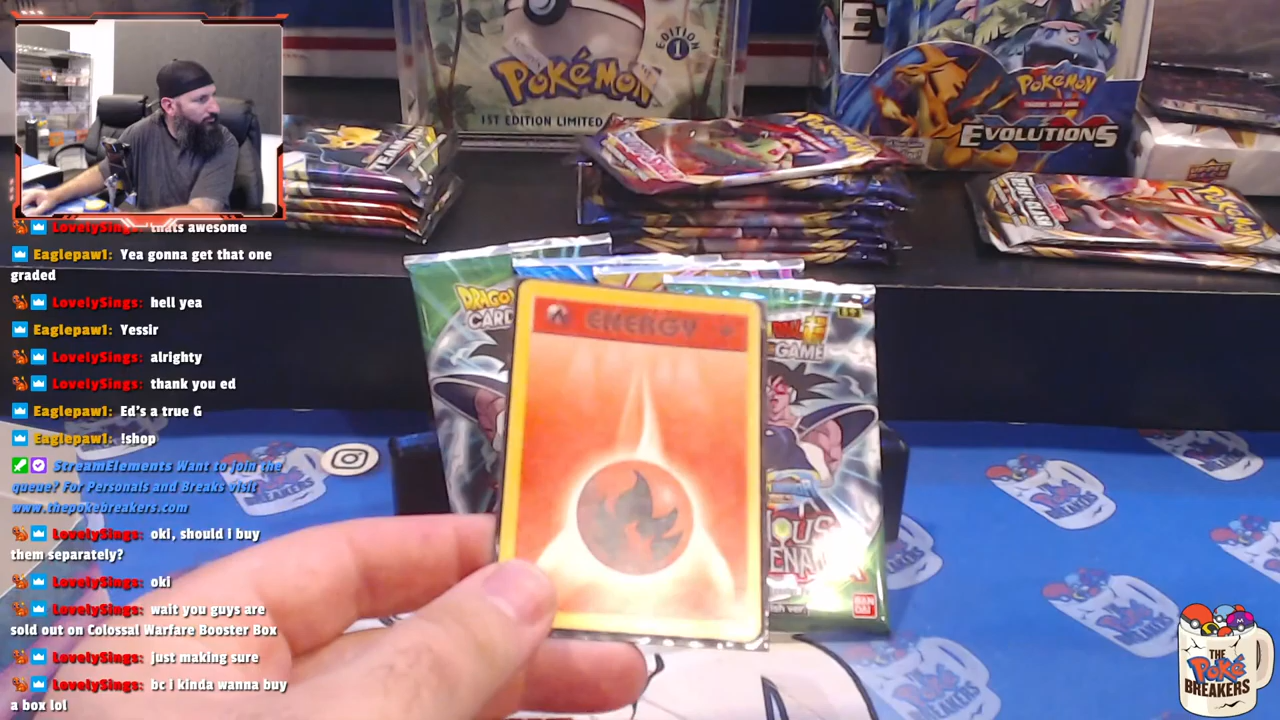 LovelySings: thats awesome
Eaglepaw1: Yea gonna get that one
graded
LovelySings: hell yea
Eaglepaw1: Yessir
LovelySings: alrighty
LovelySings: thank you ed
Eaglepaw1: Ed's a true G
Eaglepaw1: !shop
StreamElements Want to join the
queue? For Personals and Breaks visit
www.thepokebreakers.com
LovelySings: oki, should i buy
them separately?
LovelySings: oki
LovelySings: wait you guys are
sold out on Colossal Warfare Booster Box
LovelySings: just making sure
LovelySings: bc i kinda wanna buy
a box lol
EDITION
1
POKéMON
1ST EDITION LIMITED
POKéMON
EVOLUTIONS
TEAM
DRAGON
CARD
ENERGY
GAME
BAN
DAI
THE
Poké
BREAKERS